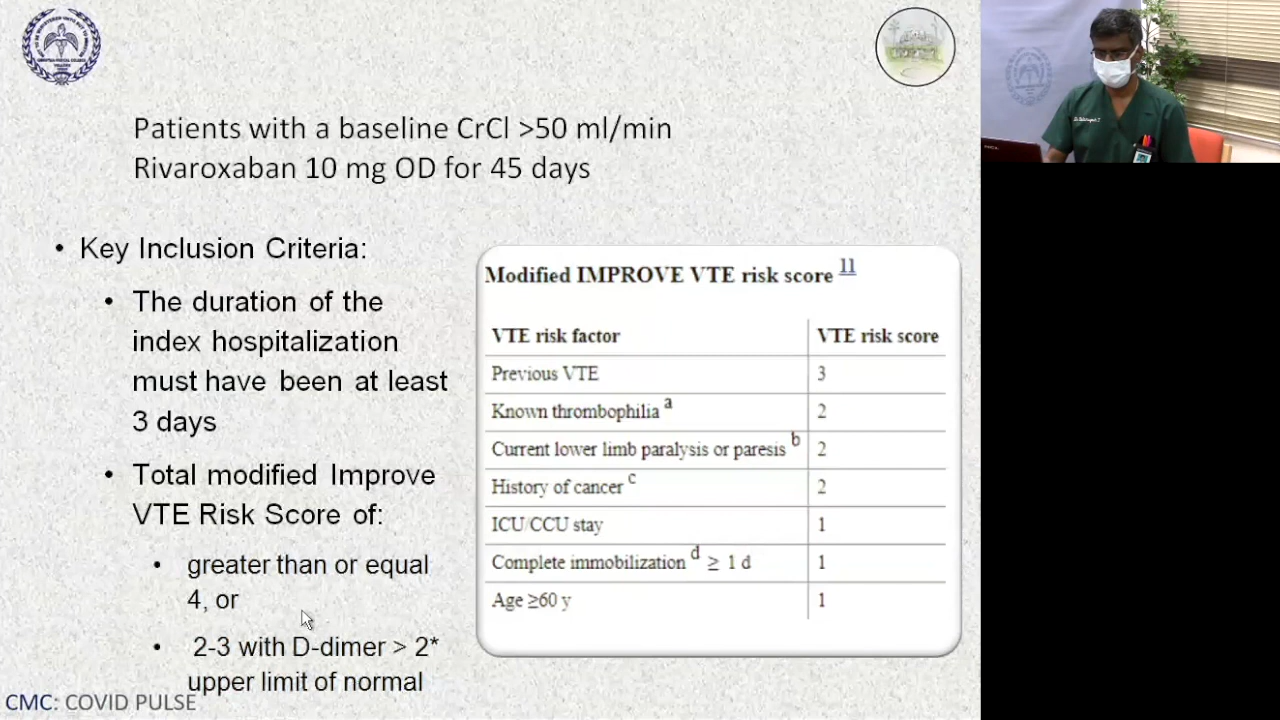 Patients with a baseline CrCl >50 ml/min
Rivaroxaban 10 mg OD for 45 days
• Key Inclusion Criteria:
• The duration of the
index hospitalization
must have been at least
3 days
• Total modified Improve
VTE Risk Score of:
• greater than or equal
4, or
• 2-3 with D-dimer > 2*
upper limit of normal
Modified IMPROVE VTE risk score 11
VTE risk factor VTE risk score
Previous VTE 3
Known thrombophilia a 2
Current lower limb paralysis or paresis b 2
History of cancer c 2
ICU/CCU stay 1
Complete immobilization d ≥ 1 d 1
Age ≥60 y 1
CMC: COVID PULSE